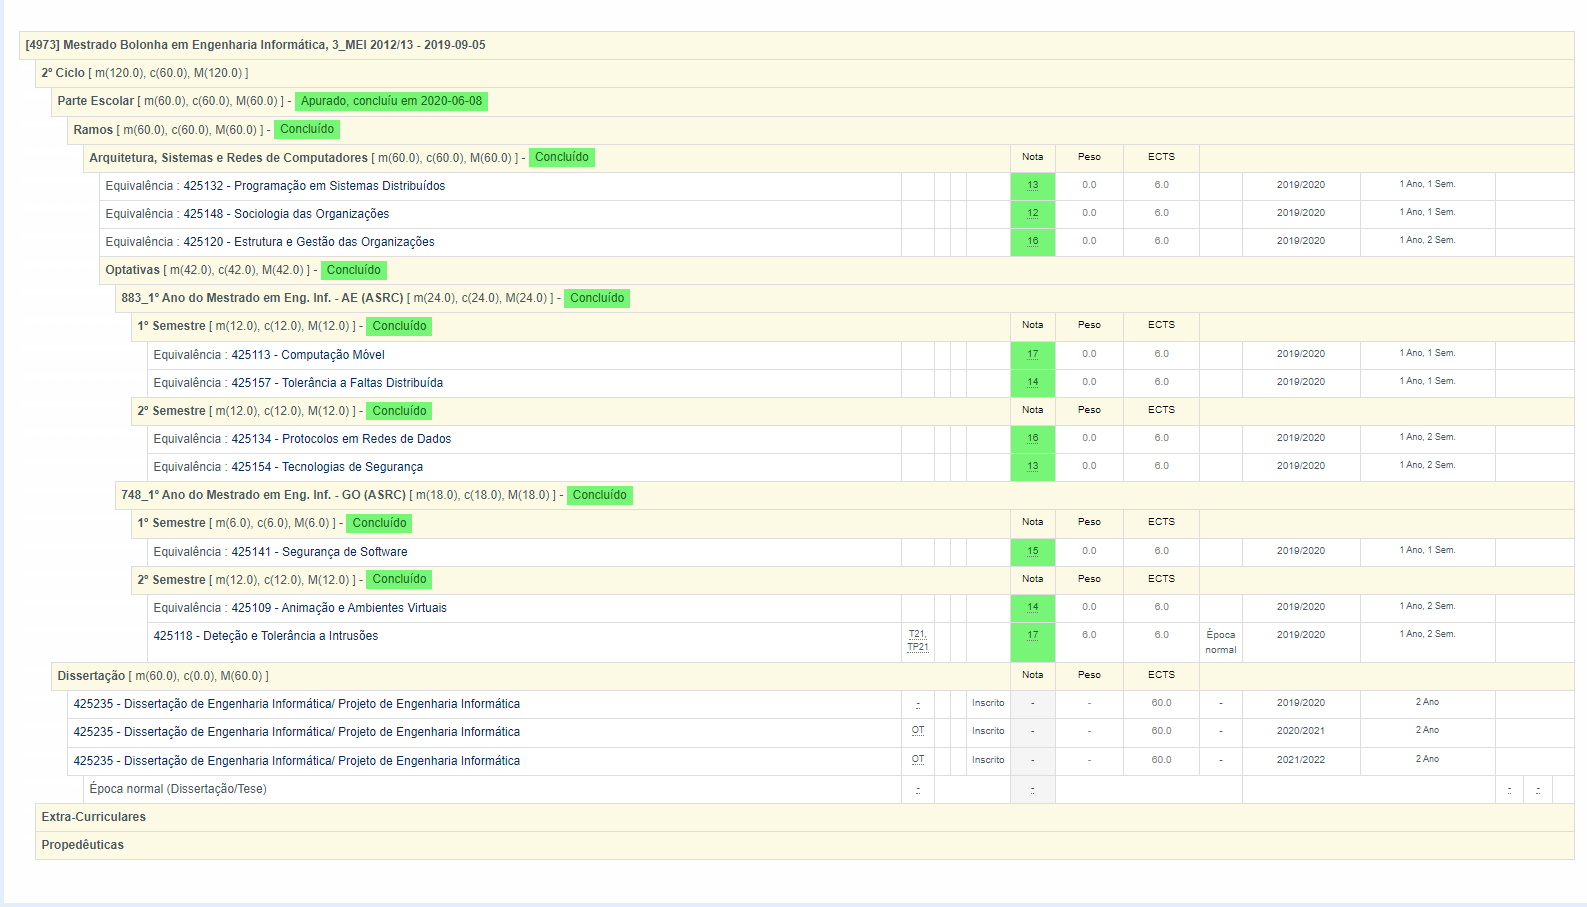 [4973] Mestrado Bolonha em Engenharia Informática, 3_MEI 2012/13 - 2019-09-05
2º Ciclo [ m(120.0), c(60.0), M(120.0) ]
Parte Escolar [ m(60.0), c(60.0), M(60.0) ] - Apurado, concluíu em 2020-06-08
Ramos [ m(60.0), c(60.0), M(60.0) ] - Concluído
Arquitetura, Sistemas e Redes de Computadores [ m(60.0), c(60.0), M(60.0) ] - Concluído Nota Peso ECTS
Equivalência : 425132 - Programação em Sistemas Distribuídos 13 0.0 6.0 2019/2020 1 Ano, 1 Sem.
Equivalência : 425148 - Sociologia das Organizações 12 0.0 6.0 2019/2020 1 Ano, 1 Sem.
Equivalência : 425120 - Estrutura e Gestão das Organizações 16 0.0 6.0 2019/2020 1 Ano, 2 Sem.
Optativas [ m(42.0), c(42.0), M(42.0) ] - Concluído
883_1º Ano do Mestrado em Eng. Inf. - AE (ASRC) [ m(24.0), c(24.0), M(24.0) ] - Concluído
1º Semestre [ m(12.0), c(12.0), M(12.0) ] - Concluído Nota Peso ECTS
Equivalência : 425113 - Computação Móvel 17 0.0 6.0 2019/2020 1 Ano, 1 Sem.
Equivalência : 425157 - Tolerância a Faltas Distribuída 14 0.0 6.0 2019/2020 1 Ano, 1 Sem.
2º Semestre [ m(12.0), c(12.0), M(12.0) ] - Concluído Nota Peso ECTS
Equivalência : 425134 - Protocolos em Redes de Dados 16 0.0 6.0 2019/2020 1 Ano, 2 Sem.
Equivalência : 425154 - Tecnologias de Segurança 13 0.0 6.0 2019/2020 1 Ano, 2 Sem.
748_1º Ano do Mestrado em Eng. Inf. - GO (ASRC) [ m(18.0), c(18.0), M(18.0) ] - Concluído
1º Semestre [ m(6.0), c(6.0), M(6.0) ] - Concluído Nota Peso ECTS
Equivalência : 425141 - Segurança de Software 15 0.0 6.0 2019/2020 1 Ano, 1 Sem.
2º Semestre [ m(12.0), c(12.0), M(12.0) ] - Concluído Nota Peso ECTS
Equivalência : 425109 - Animação e Ambientes Virtuais 14 0.0 6.0 2019/2020 1 Ano, 2 Sem.
425118 - Deteção e Tolerância a Intrusões T21, 17 6.0 6.0 Época 2019/2020 1 Ano, 2 Sem.
TP21 normal
Dissertação [ m(60.0), c(0.0), M(60.0) ] Nota Peso ECTS
425235 - Dissertação de Engenharia Informática/ Projeto de Engenharia Informática - Inscrito - - 60.0 - 2019/2020 2 Ano
425235 - Dissertação de Engenharia Informática/ Projeto de Engenharia Informática OT Inscrito - - 60.0 - 2020/2021 2 Ano
425235 - Dissertação de Engenharia Informática/ Projeto de Engenharia Informática OT Inscrito - - 60.0 - 2021/2022 2 Ano
Época normal (Dissertação/Tese) - - - -
Extra-Curriculares
Propedêuticas